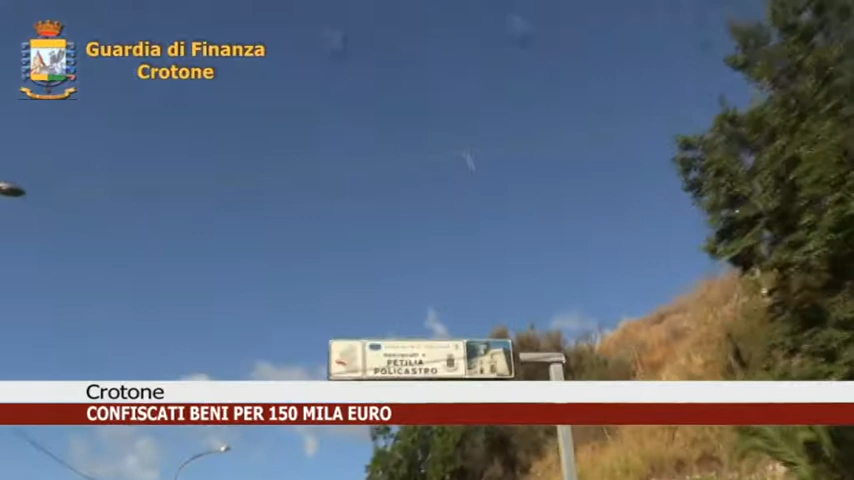 Guardia di Finanza
Crotone
PETILIA
POLICASTRO
Crotone
CONFISCATI BENI PER 150 MILA EURO